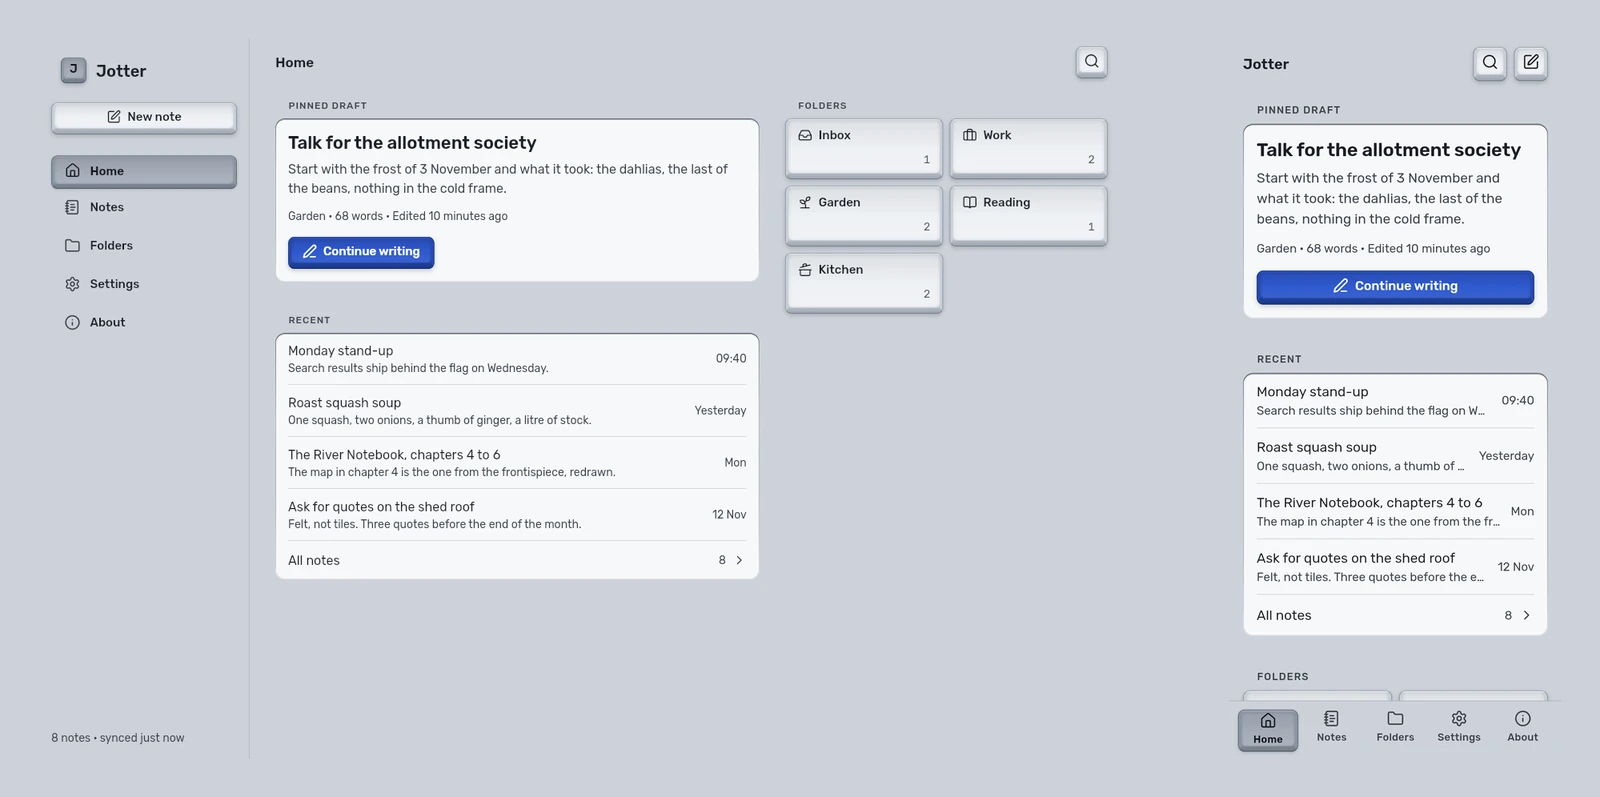 J Jotter
New note
Home
Notes
Folders
Settings
About
8 notes • synced just now
Home
PINNED DRAFT
Talk for the allotment society
Start with the frost of 3 November and what it took: the dahlias, the last of
the beans, nothing in the cold frame.
Garden • 68 words • Edited 10 minutes ago
Continue writing
RECENT
Monday stand-up
Search results ship behind the flag on Wednesday.
09:40
Roast squash soup
One squash, two onions, a thumb of ginger, a litre of stock.
Yesterday
The River Notebook, chapters 4 to 6
The map in chapter 4 is the one from the frontispiece, redrawn.
Mon
Ask for quotes on the shed roof
Felt, not tiles. Three quotes before the end of the month.
12 Nov
All notes 8
FOLDERS
Inbox
1
Work
2
Garden
2
Reading
1
Kitchen
2
Jotter
PINNED DRAFT
Talk for the allotment society
Start with the frost of 3 November and
what it took: the dahlias, the last of the
beans, nothing in the cold frame.
Garden • 68 words • Edited 10 minutes ago
Continue writing
RECENT
Monday stand-up
Search results ship behind the flag on W…
09:40
Roast squash soup
One squash, two onions, a thumb of …
Yesterday
The River Notebook, chapters 4 to 6
The map in chapter 4 is the one from the fr…
Mon
Ask for quotes on the shed roof
Felt, not tiles. Three quotes before the e…
12 Nov
All notes 8
FOLDERS
Home
Notes
Folders
Settings
About